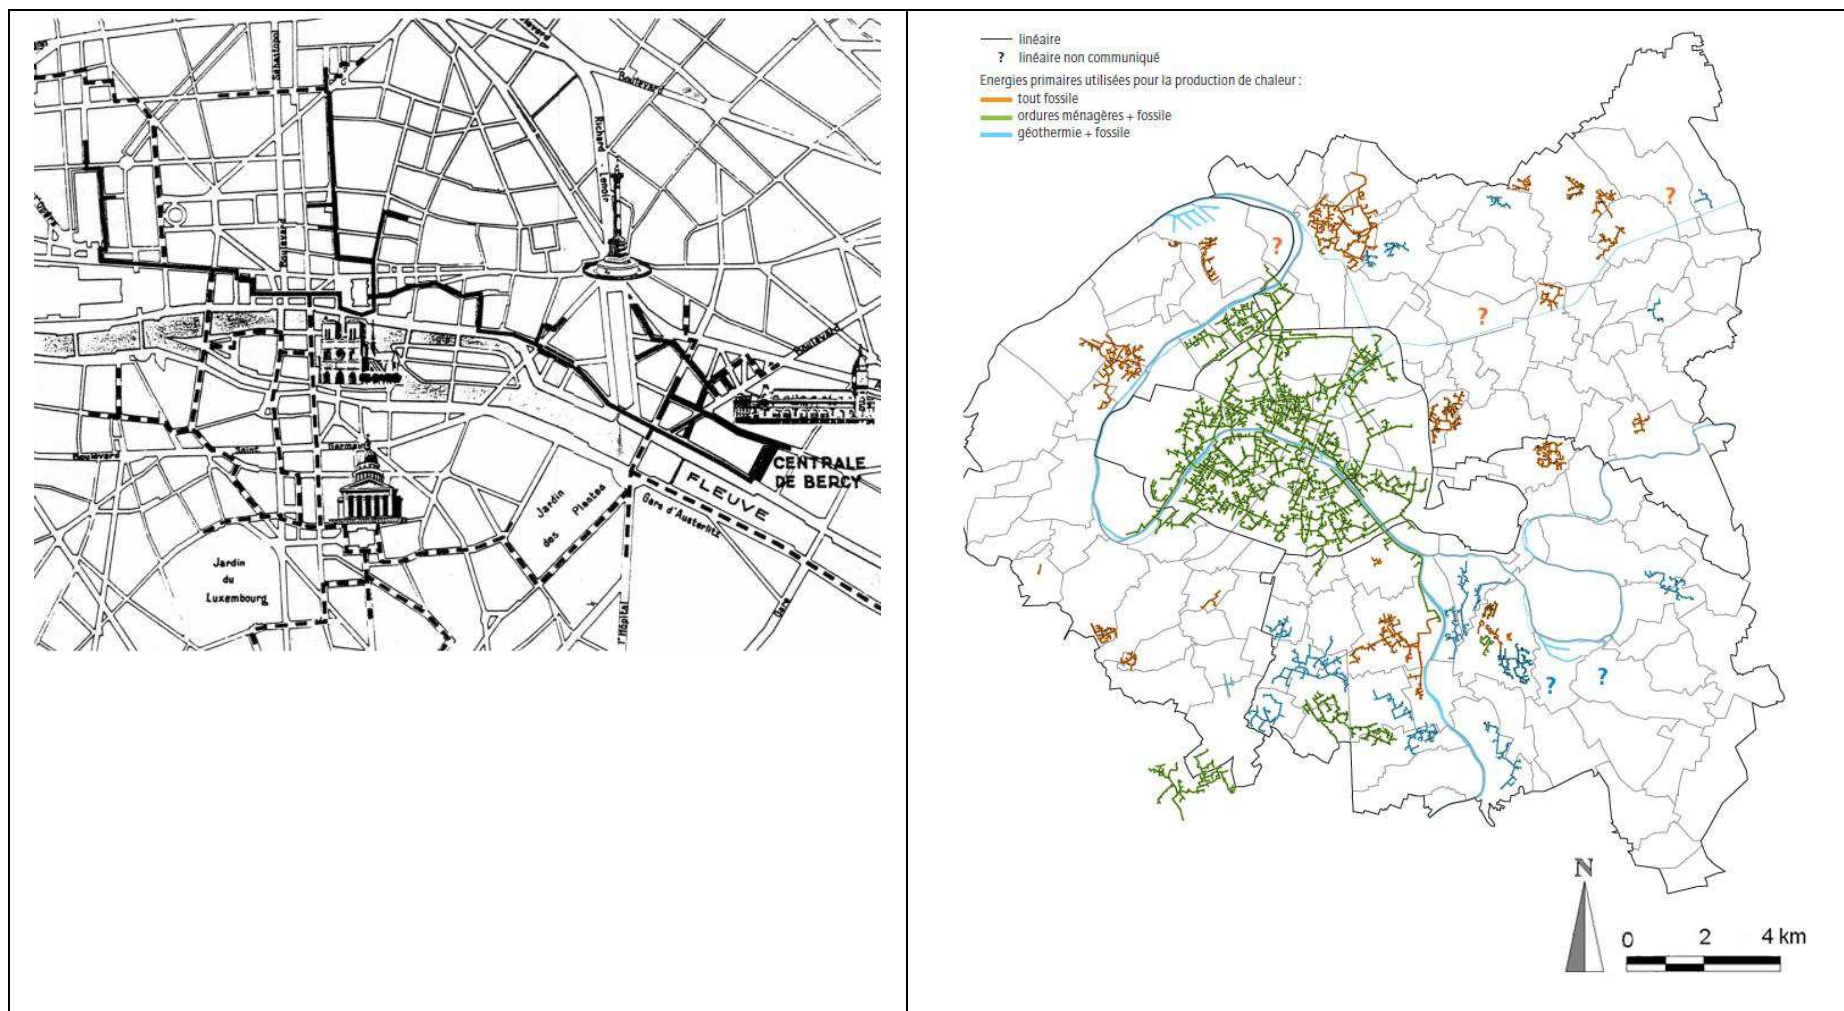 Sébastopol
Boulevard
Richard - Lenoir
Boulevard
Boulevard
Boulevard
Saint
Germain
CENTRALE
DE BERCY
FLEUVE
Gare d'Austerlitz
Jardin
des Plantes
Jardin
du
Luxembourg
l'Hôpital
Gare
linéaire
? linéaire non communiqué
Energies primaires utilisées pour la production de chaleur :
tout fossile
ordures ménagères + fossile
géothermie + fossile
?
?
?
?
?
N
0 2 4 km